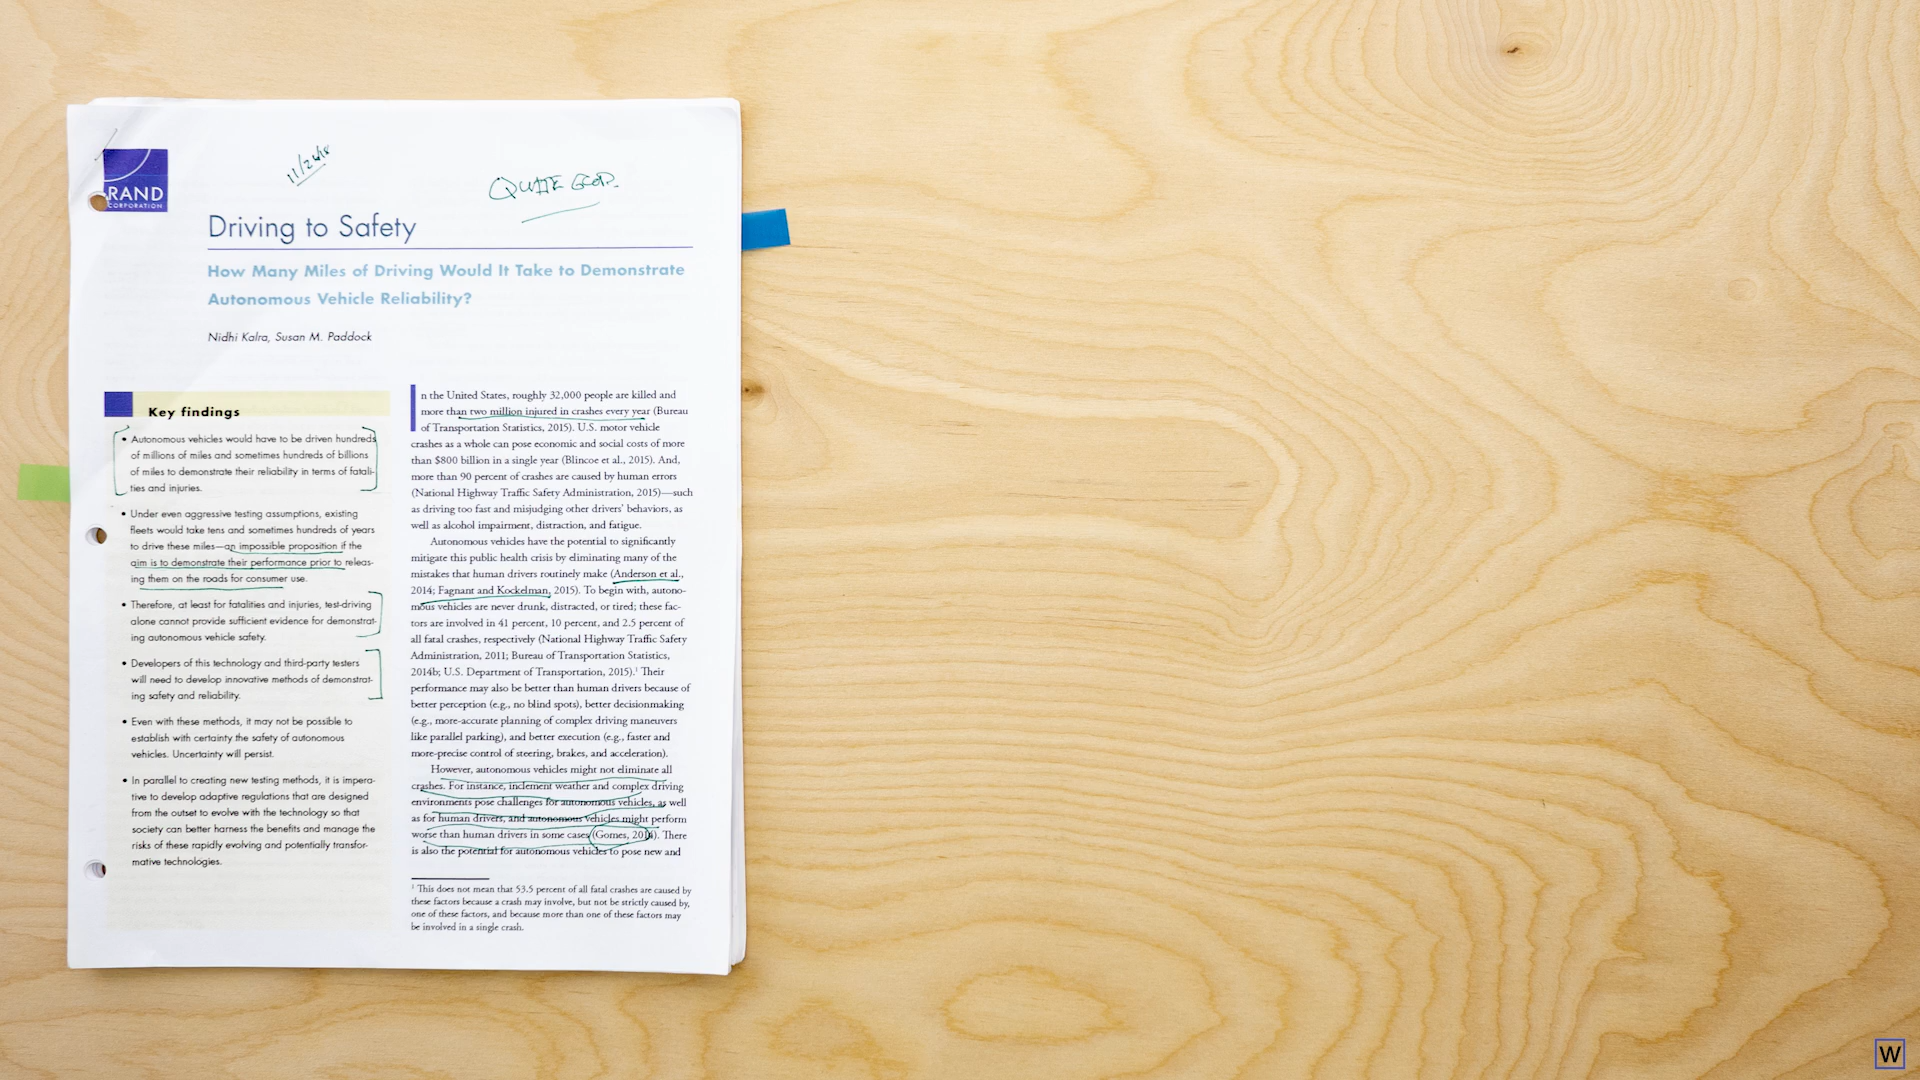 RAND
CORPORATION
11/26/18
QUITE GOOD.
Driving to Safety
How Many Miles of Driving Would It Take to Demonstrate
Autonomous Vehicle Reliability?
Nidhi Kalra, Susan M. Paddock
Key findings
• Autonomous vehicles would have to be driven hundreds
of millions of miles and sometimes hundreds of billions
of miles to demonstrate their reliability in terms of fatali-
ties and injuries.
• Under even aggressive testing assumptions, existing
fleets would take tens and sometimes hundreds of years
to drive these miles—an impossible proposition if the
aim is to demonstrate their performance prior to releas-
ing them on the roads for consumer use.
• Therefore, at least for fatalities and injuries, test-driving
alone cannot provide sufficient evidence for demonstrat-
ing autonomous vehicle safety.
• Developers of this technology and third-party testers
will need to develop innovative methods of demonstrat-
ing safety and reliability.
• Even with these methods, it may not be possible to
establish with certainty the safety of autonomous
vehicles. Uncertainty will persist.
• In parallel to creating new testing methods, it is impera-
tive to develop adaptive regulations that are designed
from the outset to evolve with the technology so that
society can better harness the benefits and manage the
risks of these rapidly evolving and potentially transfor-
mative technologies.
n the United States, roughly 32,000 people are killed and
more than two million injured in crashes every year (Bureau
of Transportation Statistics, 2015). U.S. motor vehicle
crashes as a whole can pose economic and social costs of more
than $800 billion in a single year (Blincoe et al., 2015). And,
more than 90 percent of crashes are caused by human errors
(National Highway Traffic Safety Administration, 2015)—such
as driving too fast and misjudging other drivers' behaviors, as
well as alcohol impairment, distraction, and fatigue.
Autonomous vehicles have the potential to significantly
mitigate this public health crisis by eliminating many of the
mistakes that human drivers routinely make (Anderson et al.,
2014; Fagnant and Kockelman, 2015). To begin with, autono-
mous vehicles are never drunk, distracted, or tired; these fac-
tors are involved in 41 percent, 10 percent, and 2.5 percent of
all fatal crashes, respectively (National Highway Traffic Safety
Administration, 2011; Bureau of Transportation Statistics,
2014b; U.S. Department of Transportation, 2015).1 Their
performance may also be better than human drivers because of
better perception (e.g., no blind spots), better decisionmaking
(e.g., more-accurate planning of complex driving maneuvers
like parallel parking), and better execution (e.g., faster and
more-precise control of steering, brakes, and acceleration).
However, autonomous vehicles might not eliminate all
crashes. For instance, inclement weather and complex driving
environments pose challenges for autonomous vehicles, as well
as for human drivers, and autonomous vehicles might perform
worse than human drivers in some cases (Gomes, 2014). There
is also the potential for autonomous vehicles to pose new and
1 This does not mean that 53.5 percent of all fatal crashes are caused by
these factors because a crash may involve, but not be strictly caused by,
one of these factors, and because more than one of these factors may
be involved in a single crash.
W